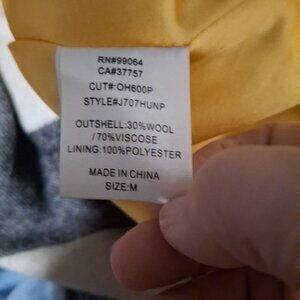 RN#99064
CA#37757
CUT#:OH600P
STYLE#J707HUNP
OUTSHELL:30%WOOL
/70%VISCOSE
LINING:100%POLYESTER
MADE IN CHINA
SIZE:M